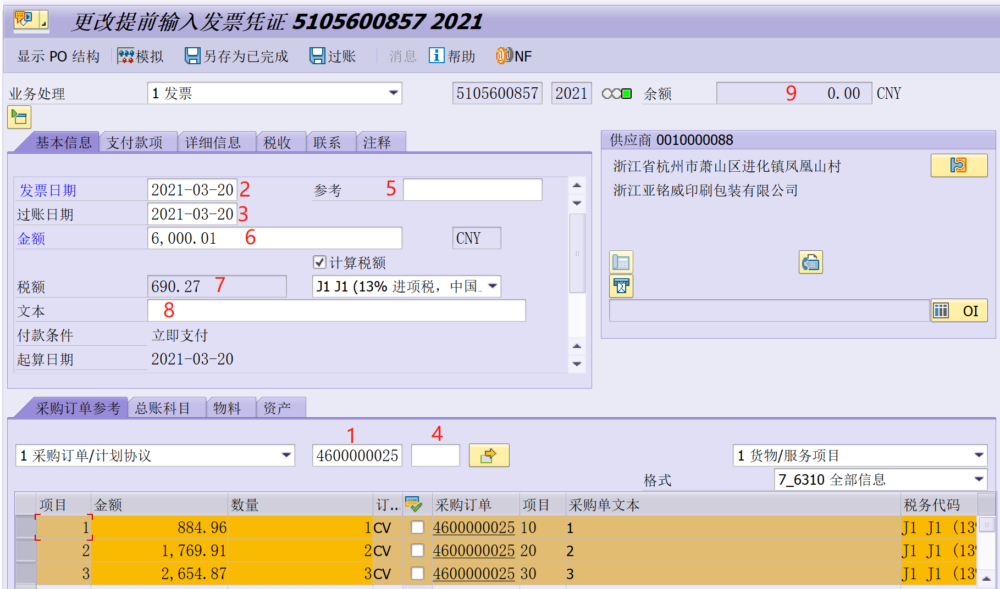 更改提前输入发票凭证 5105600857 2021
显示 PO 结构 模拟 另存为已完成 过账 消息 帮助 NF
业务处理 1 发票 5105600857 2021 余额 9 0.00 CNY
基本信息 支付款项 详细信息 税收 联系 注释
供应商 0010000088
浙江省杭州市萧山区进化镇凤凰山村
浙江亚铭威印刷包装有限公司
发票日期 2021-03-20 2 参考 5
过账日期 2021-03-20 3
金额 6,000.01 6 CNY
计算税额
税额 690.27 7 J1 J1 (13% 进项税，中国..
文本 8
OI
付款条件 立即支付
起算日期 2021-03-20
采购订单参考 总账科目 物料 资产
1 4
1 采购订单/计划协议 4600000025 1 货物/服务项目
格式 7_6310 全部信息
项目 金额 数量 订... 采购订单 项目 采购单文本 税务代码
1 884.96 1 CV 4600000025 10 1 J1 J1 (13%
2 1,769.91 2 CV 4600000025 20 2 J1 J1 (13%
3 2,654.87 3 CV 4600000025 30 3 J1 J1 (13%